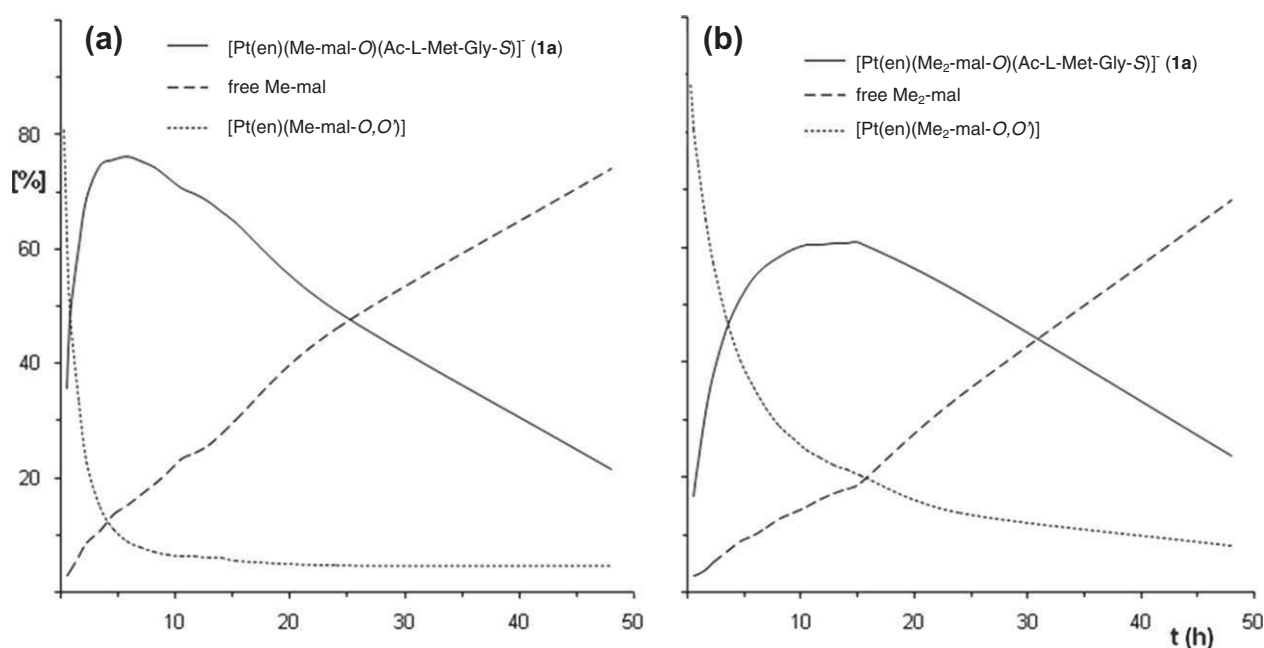 (a)
[Pt(en)(Me-mal-O)(Ac-L-Met-Gly-S)]⁻ (1a)
free Me-mal
[Pt(en)(Me-mal-O,O')]
80
[%]
60
40
20
10
20
30
40
50
(b)
[Pt(en)(Me₂-mal-O)(Ac-L-Met-Gly-S)]⁻ (1a)
free Me₂-mal
[Pt(en)(Me₂-mal-O,O')]
10
20
30
40
50
t (h)